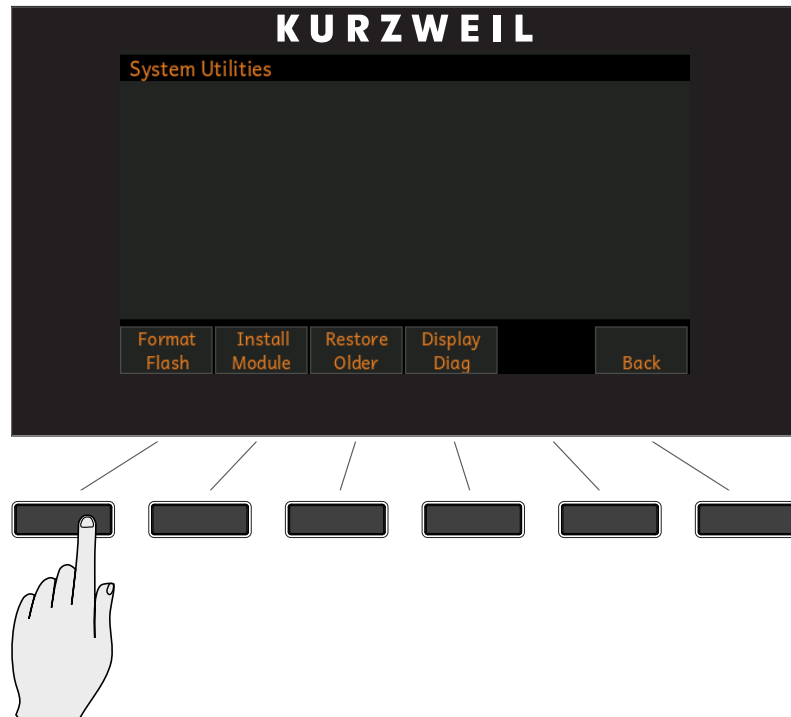 KURZWEIL
System Utilities
Format Install Restore Display
Flash Module Older Diag Back